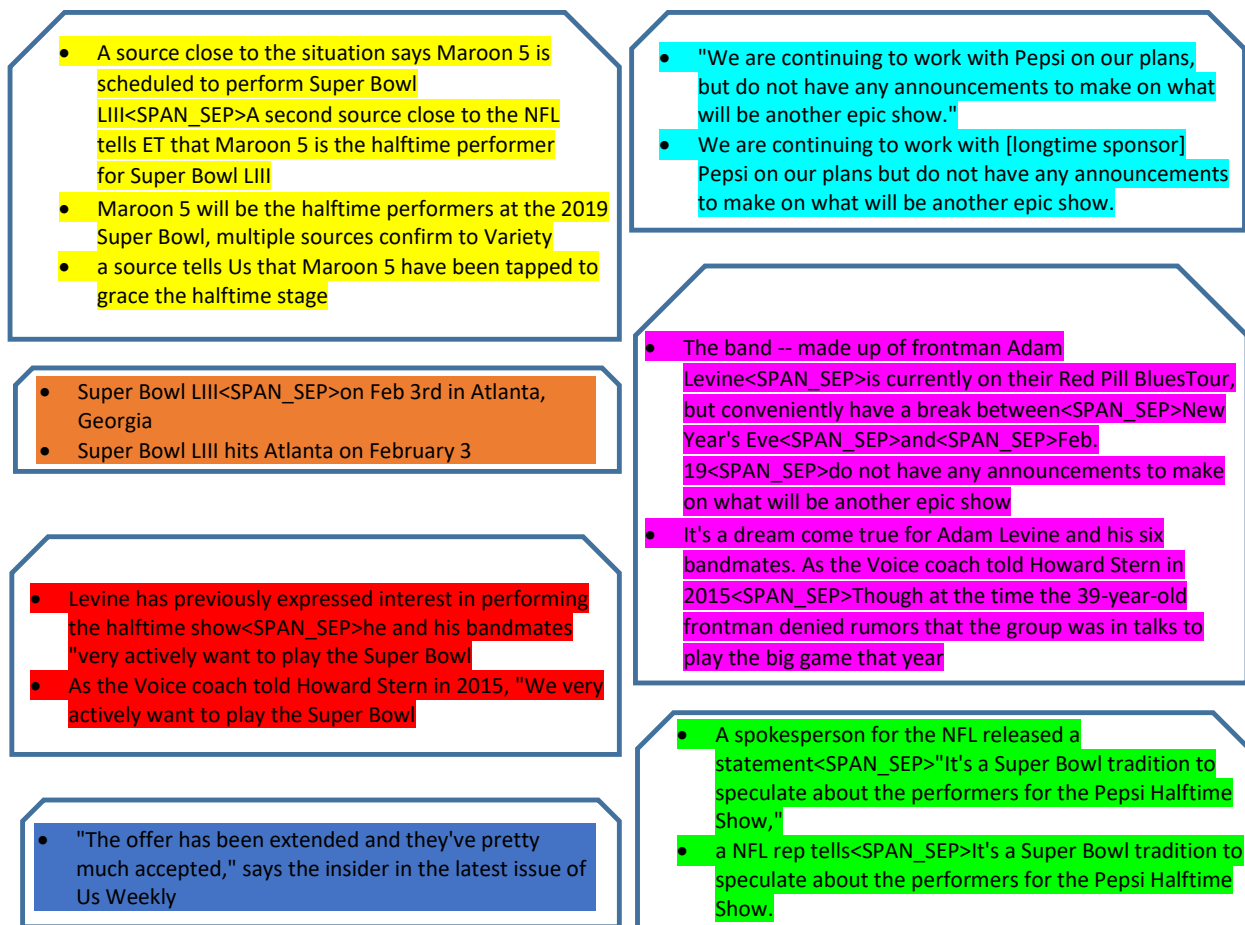 • A source close to the situation says Maroon 5 is
scheduled to perform Super Bowl
LIII<SPAN_SEP>A second source close to the NFL
tells ET that Maroon 5 is the halftime performer
for Super Bowl LIII
• Maroon 5 will be the halftime performers at the 2019
Super Bowl, multiple sources confirm to Variety
• a source tells Us that Maroon 5 have been tapped to
grace the halftime stage
• Super Bowl LIII<SPAN_SEP>on Feb 3rd in Atlanta,
Georgia
• Super Bowl LIII hits Atlanta on February 3
• Levine has previously expressed interest in performing
the halftime show<SPAN_SEP>he and his bandmates
"very actively want to play the Super Bowl
• As the Voice coach told Howard Stern in 2015, "We very
actively want to play the Super Bowl
• "The offer has been extended and they've pretty
much accepted," says the insider in the latest issue of
Us Weekly
• "We are continuing to work with Pepsi on our plans,
but do not have any announcements to make on what
will be another epic show."
• We are continuing to work with [longtime sponsor]
Pepsi on our plans but do not have any announcements
to make on what will be another epic show.
• The band -- made up of frontman Adam
Levine<SPAN_SEP>is currently on their Red Pill BluesTour,
but conveniently have a break between<SPAN_SEP>New
Year's Eve<SPAN_SEP>and<SPAN_SEP>Feb.
19<SPAN_SEP>do not have any announcements to make
on what will be another epic show
• It's a dream come true for Adam Levine and his six
bandmates. As the Voice coach told Howard Stern in
2015<SPAN_SEP>Though at the time the 39-year-old
frontman denied rumors that the group was in talks to
play the big game that year
• A spokesperson for the NFL released a
statement<SPAN_SEP>"It's a Super Bowl tradition to
speculate about the performers for the Pepsi Halftime
Show,"
• a NFL rep tells<SPAN_SEP>It's a Super Bowl tradition to
speculate about the performers for the Pepsi Halftime
Show.